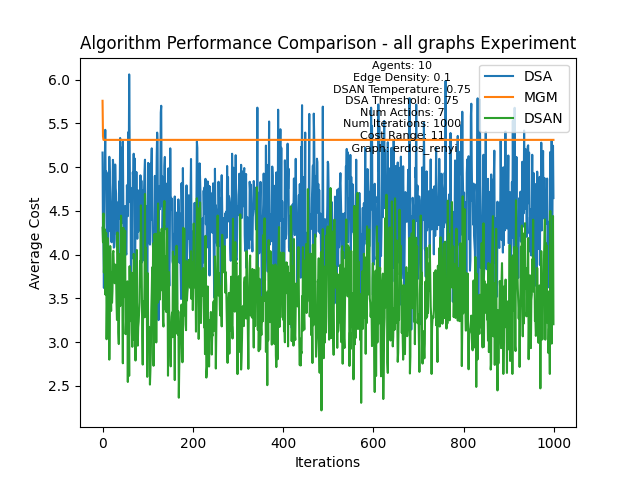 Algorithm Performance Comparison - all graphs Experiment
Agents: 10
Edge Density: 0.1
DSAN Temperature: 0.75
DSA Threshold: 0.75
Num Actions: 7
Num Iterations: 1000
Cost Range: 11
Graph: erdos_renyi
DSA
MGM
DSAN
Average Cost
6.0
5.5
5.0
4.5
4.0
3.5
3.0
2.5
0
200
400
600
800
1000
Iterations